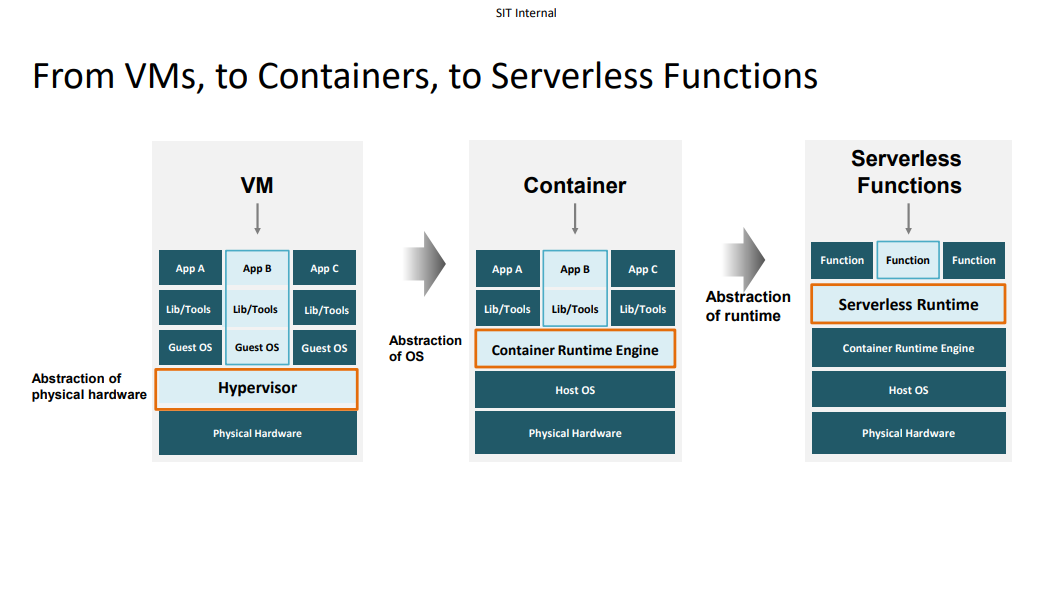 SIT Internal
From VMs, to Containers, to Serverless Functions
VM
App A
App B
App C
Lib/Tools
Lib/Tools
Lib/Tools
Guest OS
Guest OS
Guest OS
Abstraction of
physical hardware
Hypervisor
Physical Hardware
Abstraction
of OS
Container
App A
App B
App C
Lib/Tools
Lib/Tools
Lib/Tools
Container Runtime Engine
Host OS
Physical Hardware
Abstraction
of runtime
Serverless
Functions
Function
Function
Function
Serverless Runtime
Container Runtime Engine
Host OS
Physical Hardware